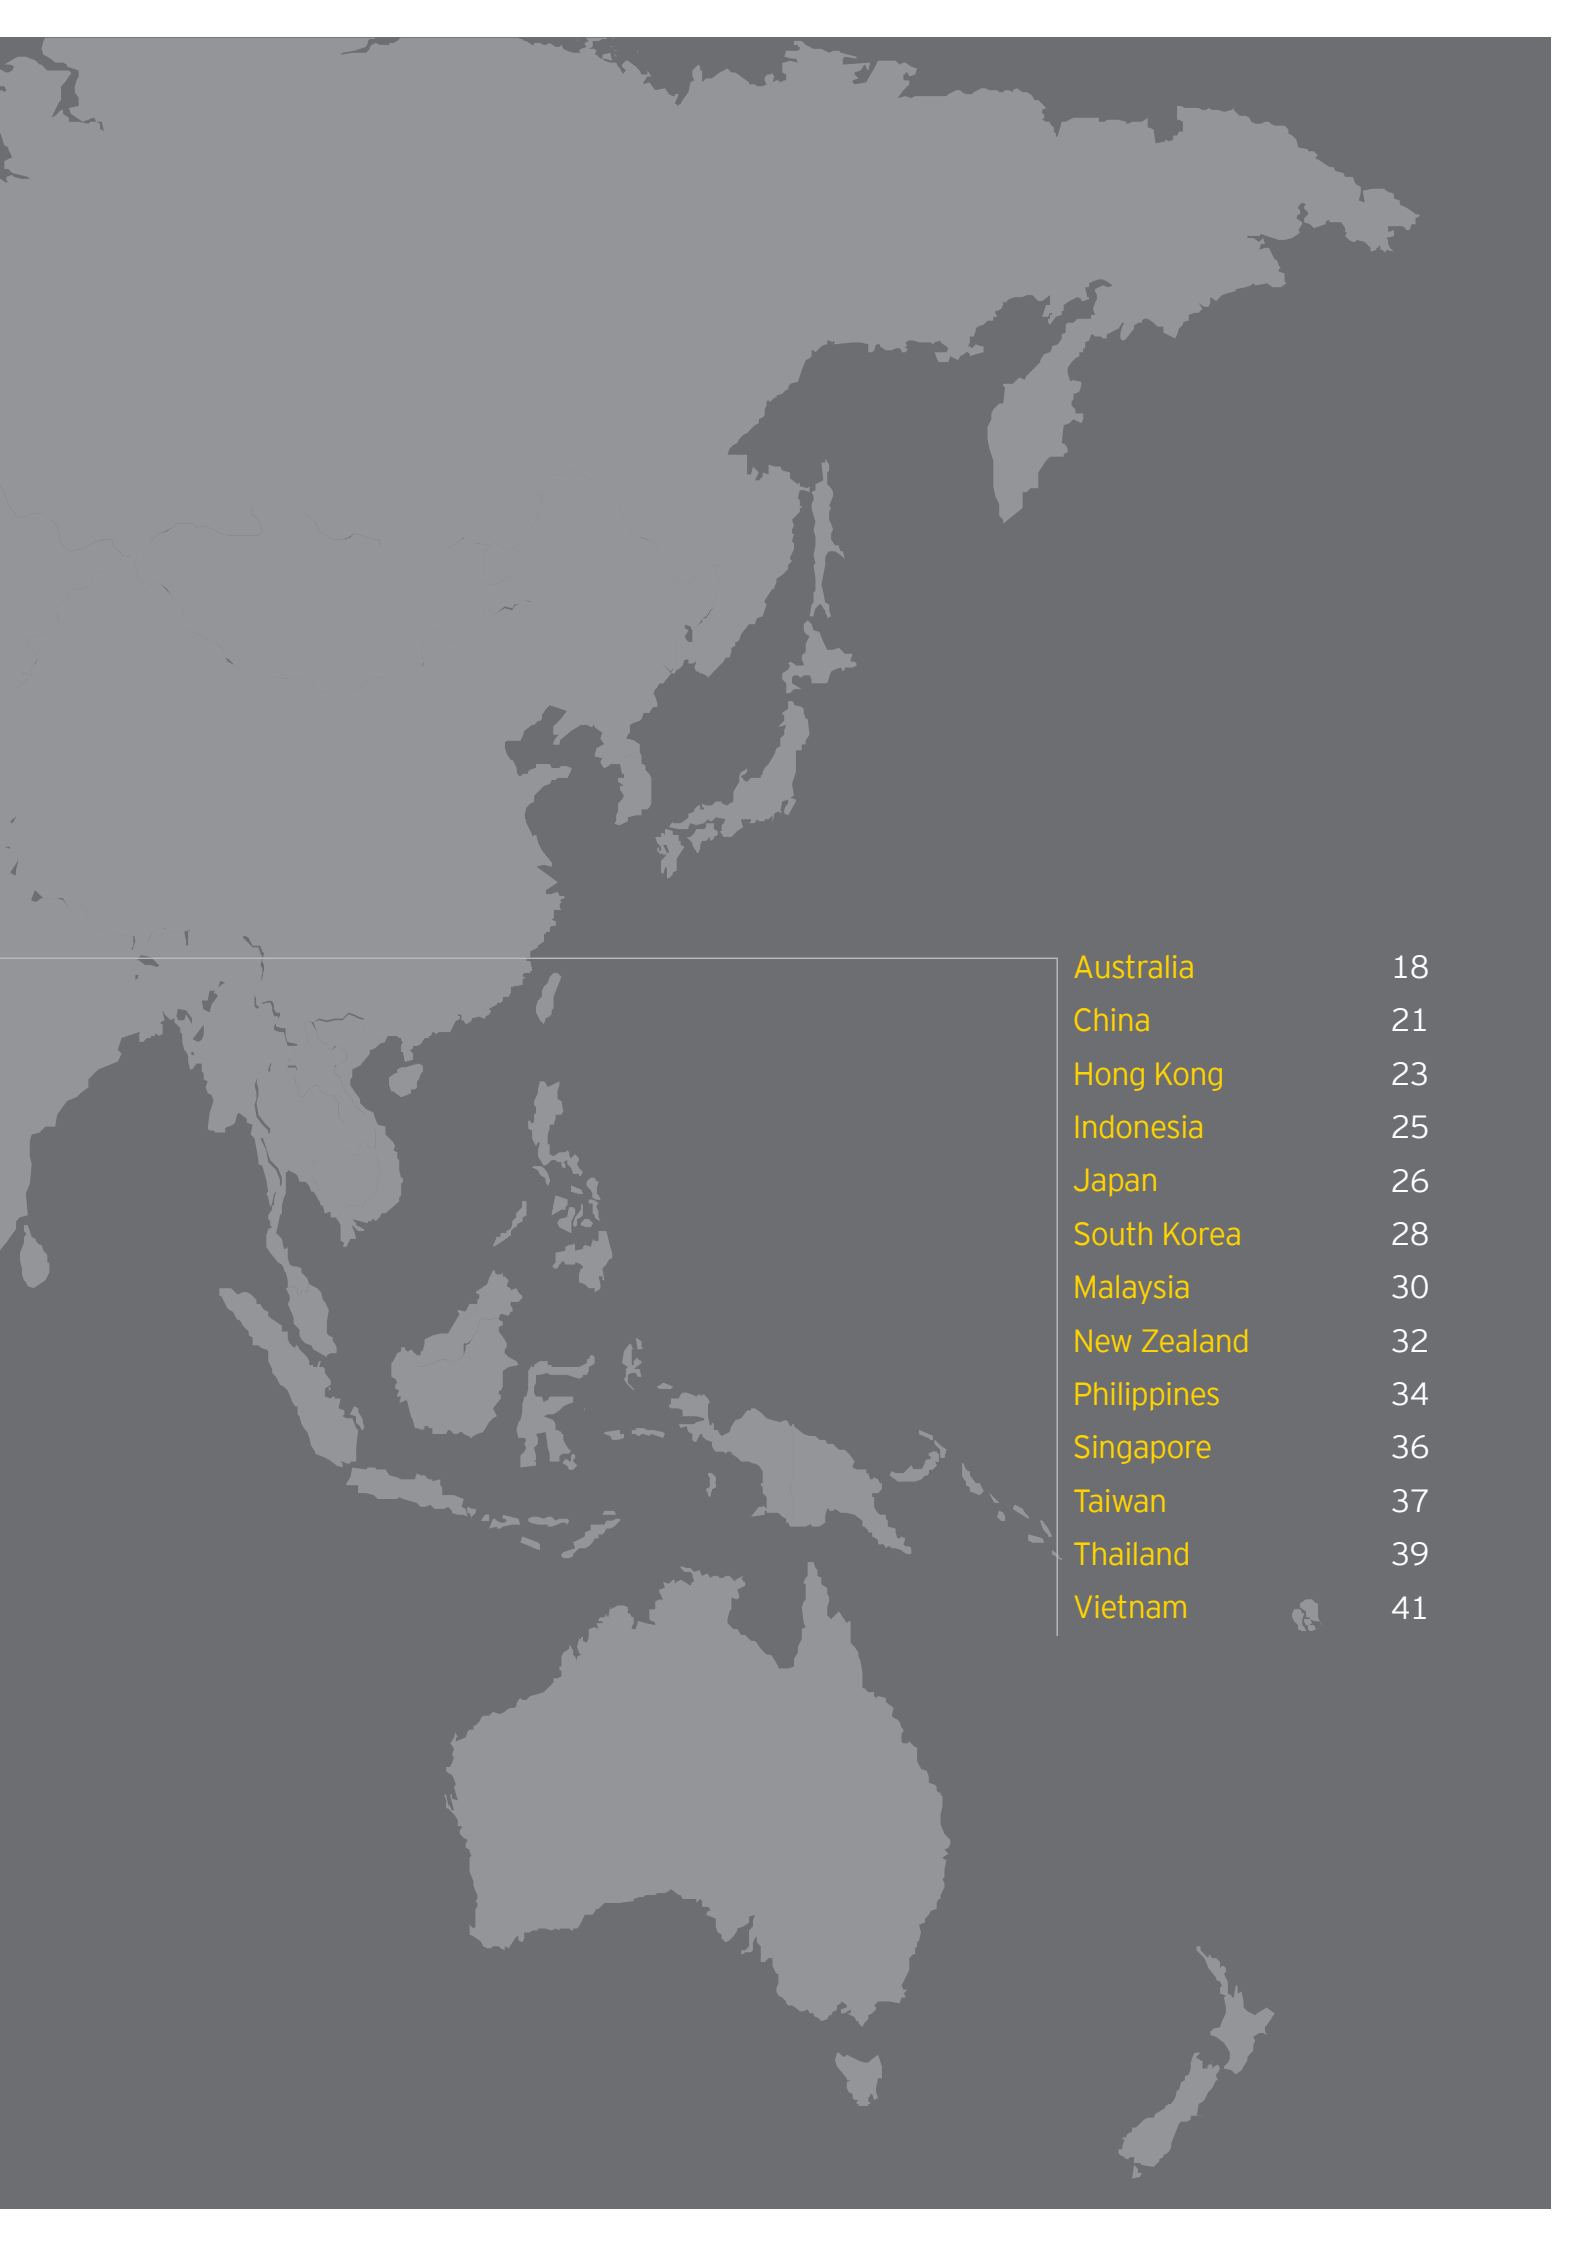 Australia 18
China 21
Hong Kong 23
Indonesia 25
Japan 26
South Korea 28
Malaysia 30
New Zealand 32
Philippines 34
Singapore 36
Taiwan 37
Thailand 39
Vietnam 41